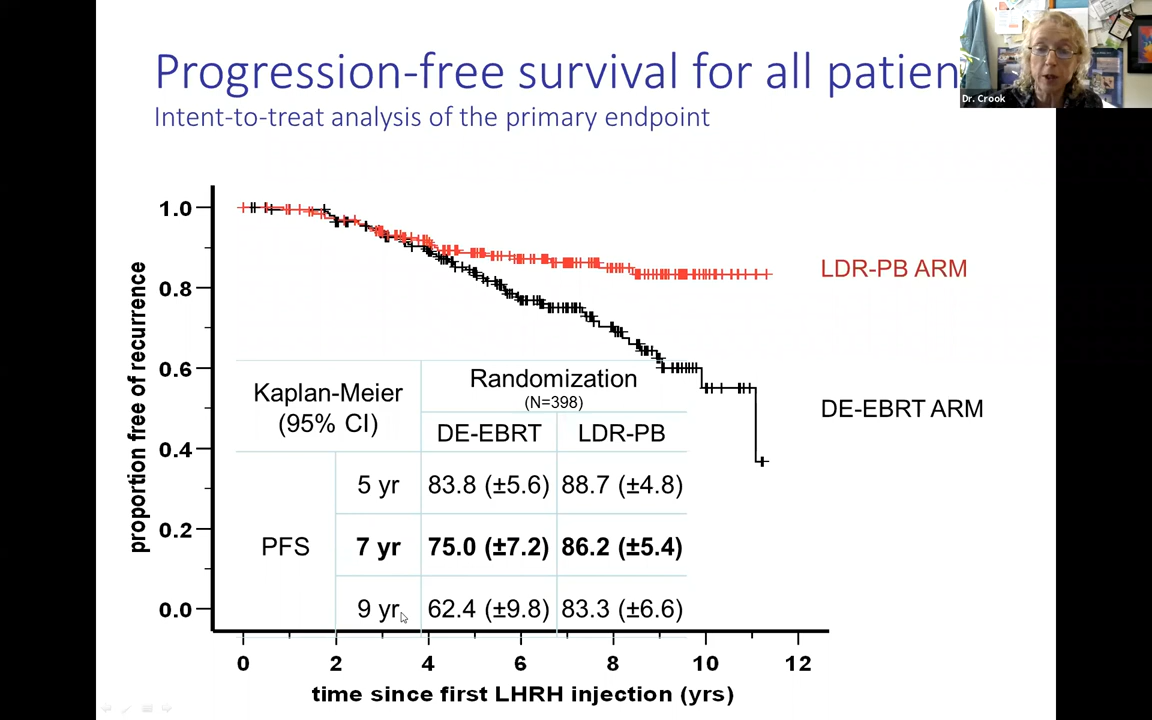 Progression-free survival for all patien
Dr. Crook
Intent-to-treat analysis of the primary endpoint
proportion free of recurrence
1.0
0.8
0.6
0.4
0.2
0.0
LDR-PB ARM
DE-EBRT ARM
Kaplan-Meier
(95% CI)
Randomization
(N=398)
DE-EBRT LDR-PB
PFS
5 yr 83.8 (±5.6) 88.7 (±4.8)
7 yr 75.0 (±7.2) 86.2 (±5.4)
9 yr 62.4 (±9.8) 83.3 (±6.6)
0 2 4 6 8 10 12
time since first LHRH injection (yrs)